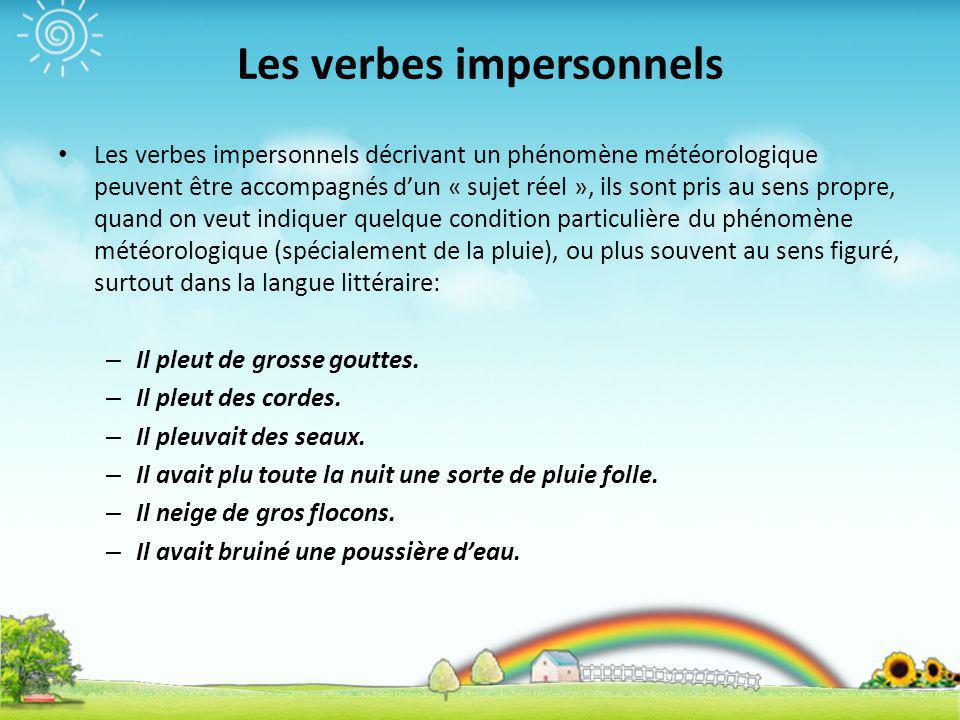 Les verbes impersonnels
• Les verbes impersonnels décrivant un phénomène météorologique
peuvent être accompagnés d’un « sujet réel », ils sont pris au sens propre,
quand on veut indiquer quelque condition particulière du phénomène
météorologique (spécialement de la pluie), ou plus souvent au sens figuré,
surtout dans la langue littéraire:
– Il pleut de grosse gouttes.
– Il pleut des cordes.
– Il pleuvait des seaux.
– Il avait plu toute la nuit une sorte de pluie folle.
– Il neige de gros flocons.
– Il avait bruiné une poussière d’eau.